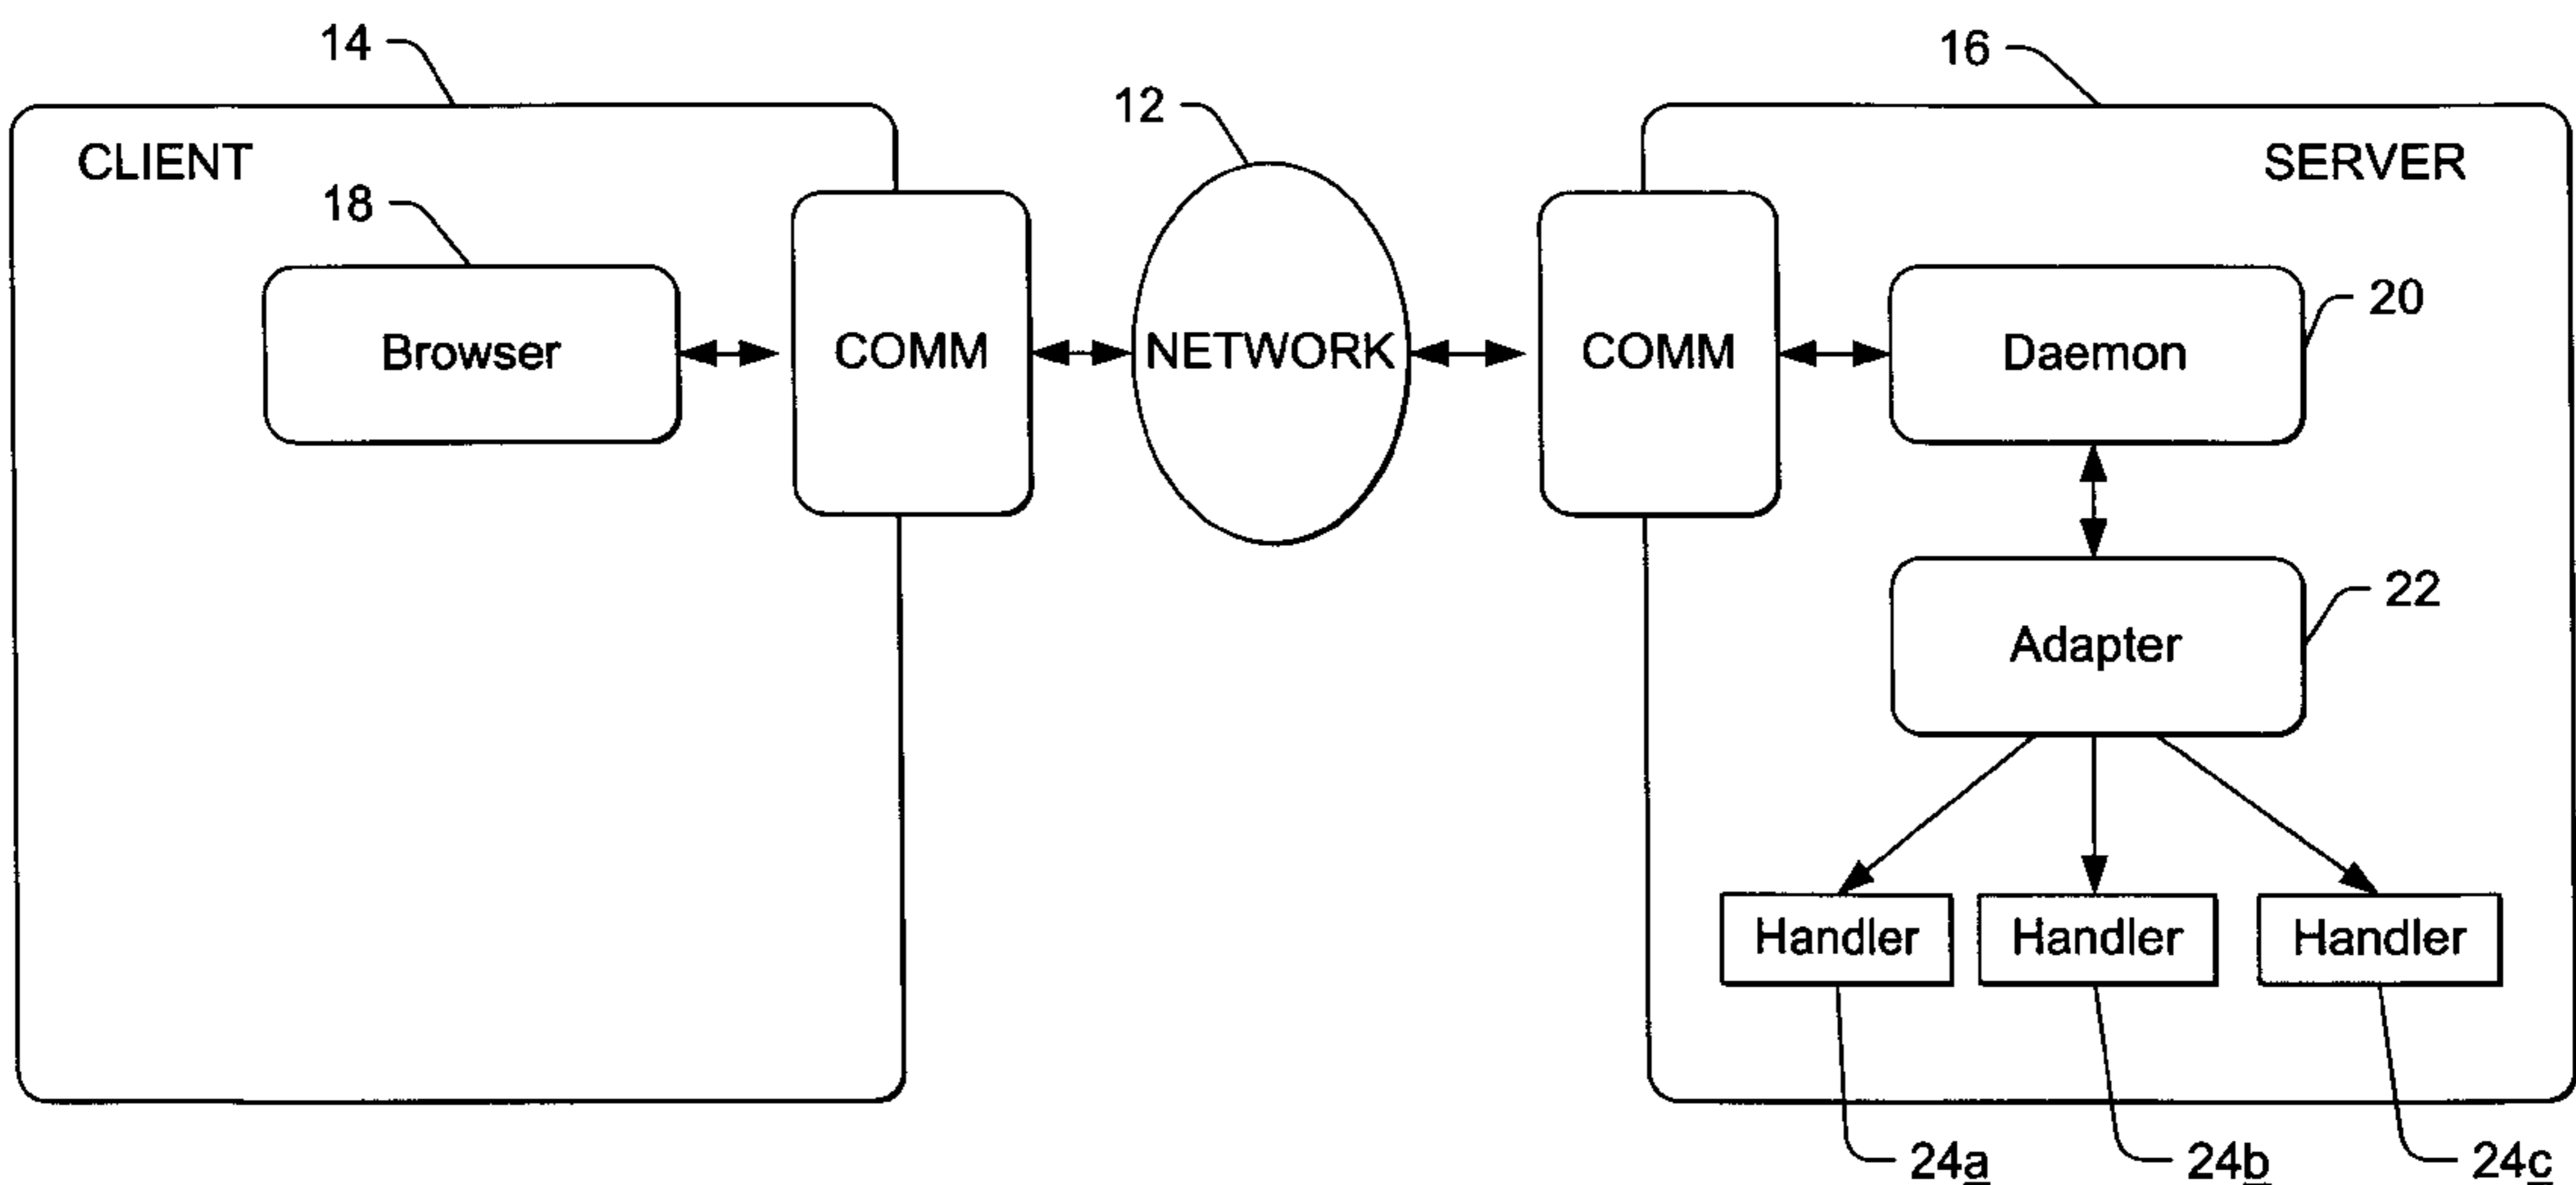 14
16
12
CLIENT
SERVER
18
20
Browser
COMM
NETWORK
COMM
Daemon
22
Adapter
Handler
Handler
Handler
24a
24b
24c